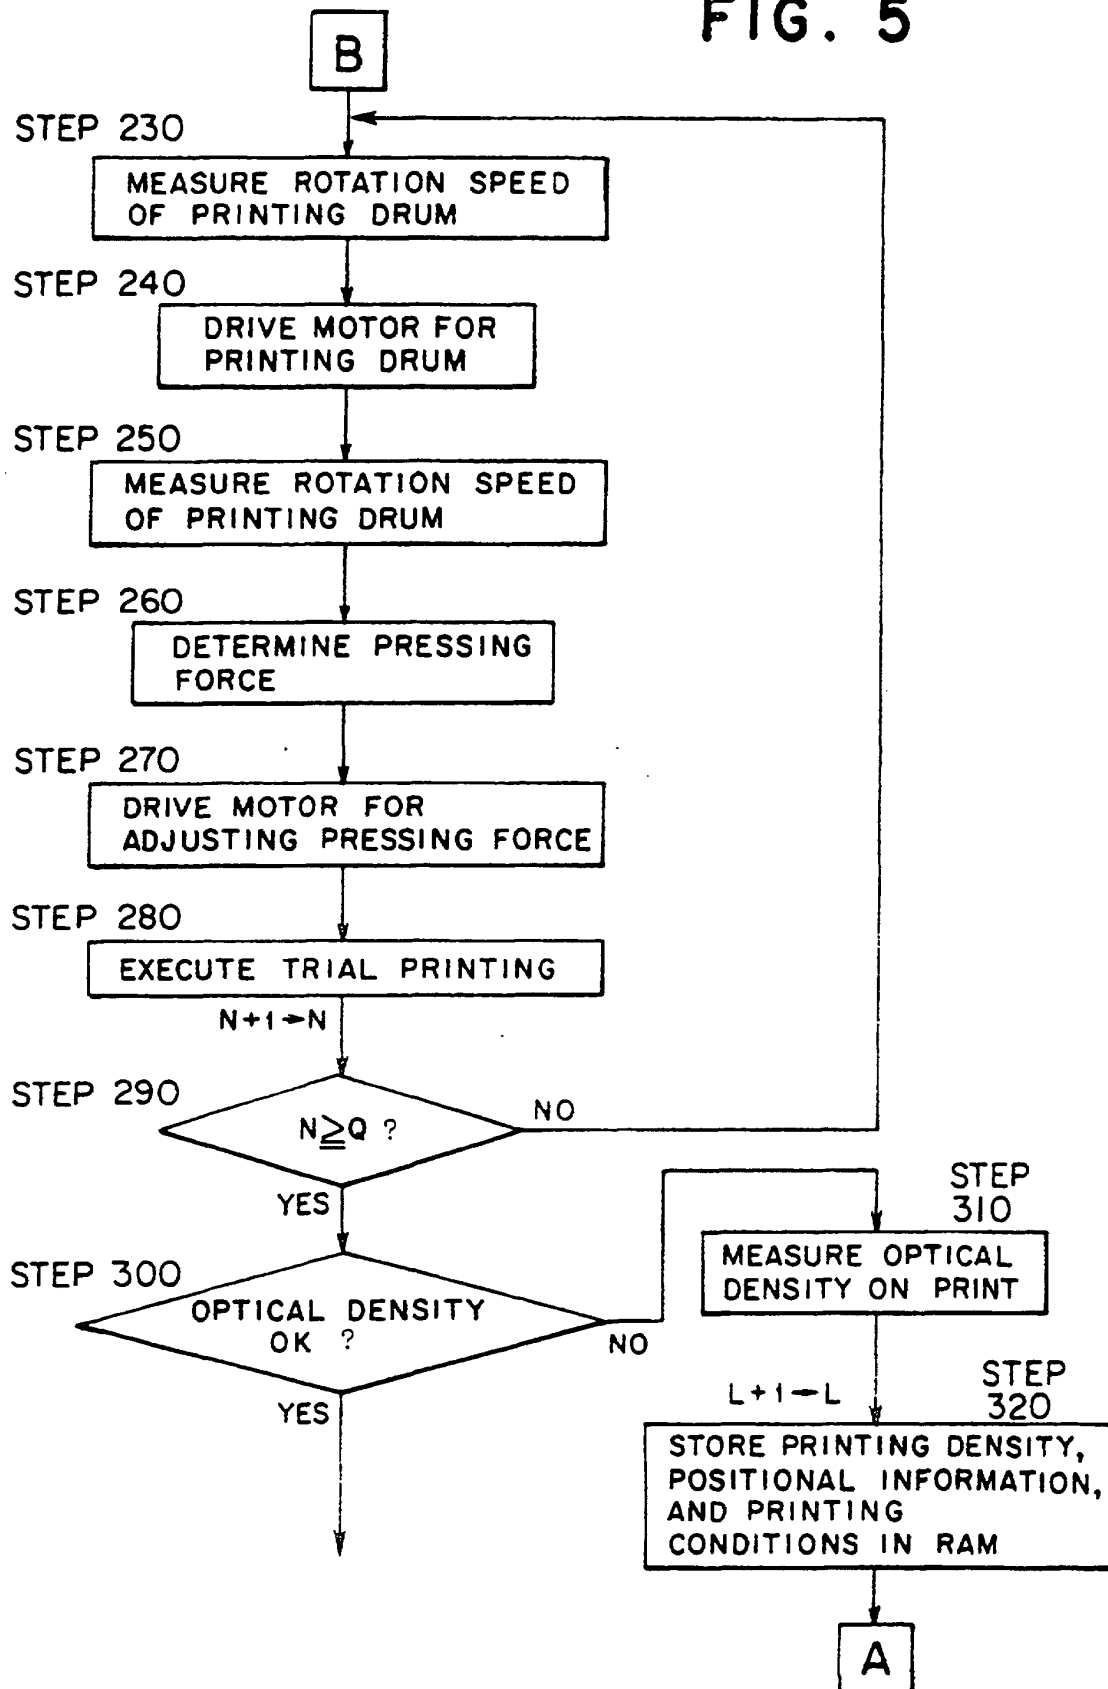 FIG. 5
B
STEP 230
MEASURE ROTATION SPEED
OF PRINTING DRUM
STEP 240
DRIVE MOTOR FOR
PRINTING DRUM
STEP 250
MEASURE ROTATION SPEED
OF PRINTING DRUM
STEP 260
DETERMINE PRESSING
FORCE
STEP 270
DRIVE MOTOR FOR
ADJUSTING PRESSING FORCE
STEP 280
EXECUTE TRIAL PRINTING
N+1→N
STEP 290
N≧Q ?
NO
YES
STEP 300
OPTICAL DENSITY
OK ?
NO
YES
STEP
310
MEASURE OPTICAL
DENSITY ON PRINT
L+1→L
STEP
320
STORE PRINTING DENSITY,
POSITIONAL INFORMATION,
AND PRINTING
CONDITIONS IN RAM
A